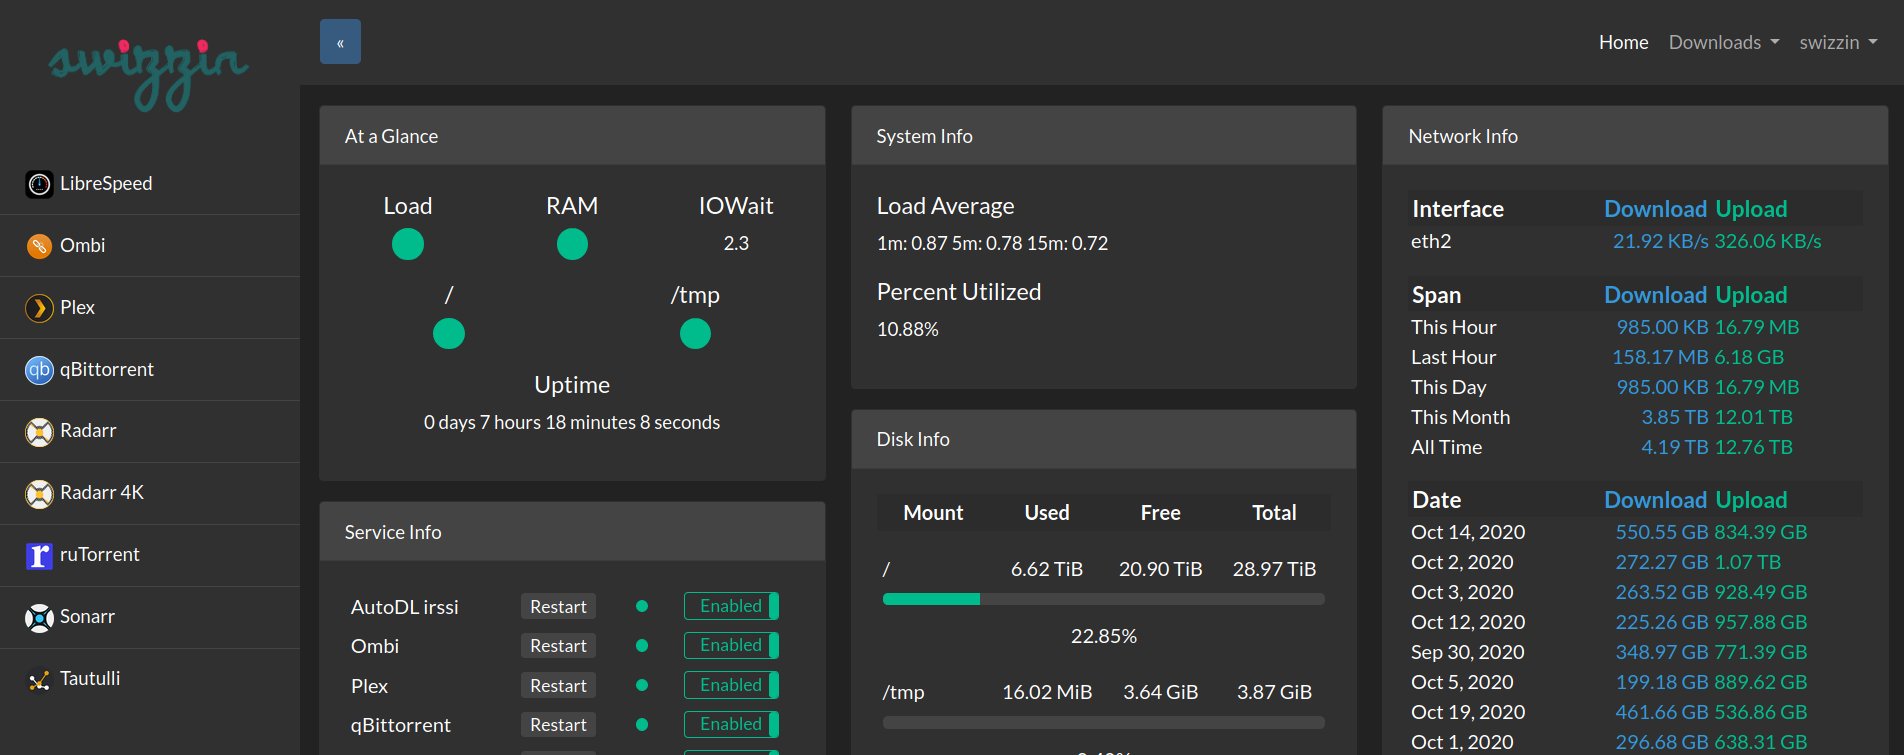 swizzin
«
Home Downloads swizzin
LibreSpeed
Ombi
Plex
qb qBittorrent
Radarr
Radarr 4K
r ruTorrent
Sonarr
Tautulli
At a Glance
Load RAM IOWait
2.3
/ /tmp
Uptime
0 days 7 hours 18 minutes 8 seconds
Service Info
AutoDL irssi Restart Enabled
Ombi Restart Enabled
Plex Restart Enabled
qBittorrent Restart Enabled
System Info
Load Average
1m: 0.87 5m: 0.78 15m: 0.72
Percent Utilized
10.88%
Disk Info
Mount Used Free Total
/ 6.62 TiB 20.90 TiB 28.97 TiB
22.85%
/tmp 16.02 MiB 3.64 GiB 3.87 GiB
Network Info
Interface Download Upload
eth2 21.92 KB/s 326.06 KB/s
Span Download Upload
This Hour 985.00 KB 16.79 MB
Last Hour 158.17 MB 6.18 GB
This Day 985.00 KB 16.79 MB
This Month 3.85 TB 12.01 TB
All Time 4.19 TB 12.76 TB
Date Download Upload
Oct 14, 2020 550.55 GB 834.39 GB
Oct 2, 2020 272.27 GB 1.07 TB
Oct 3, 2020 263.52 GB 928.49 GB
Oct 12, 2020 225.26 GB 957.88 GB
Sep 30, 2020 348.97 GB 771.39 GB
Oct 5, 2020 199.18 GB 889.62 GB
Oct 19, 2020 461.66 GB 536.86 GB
Oct 1, 2020 296.68 GB 638.31 GB